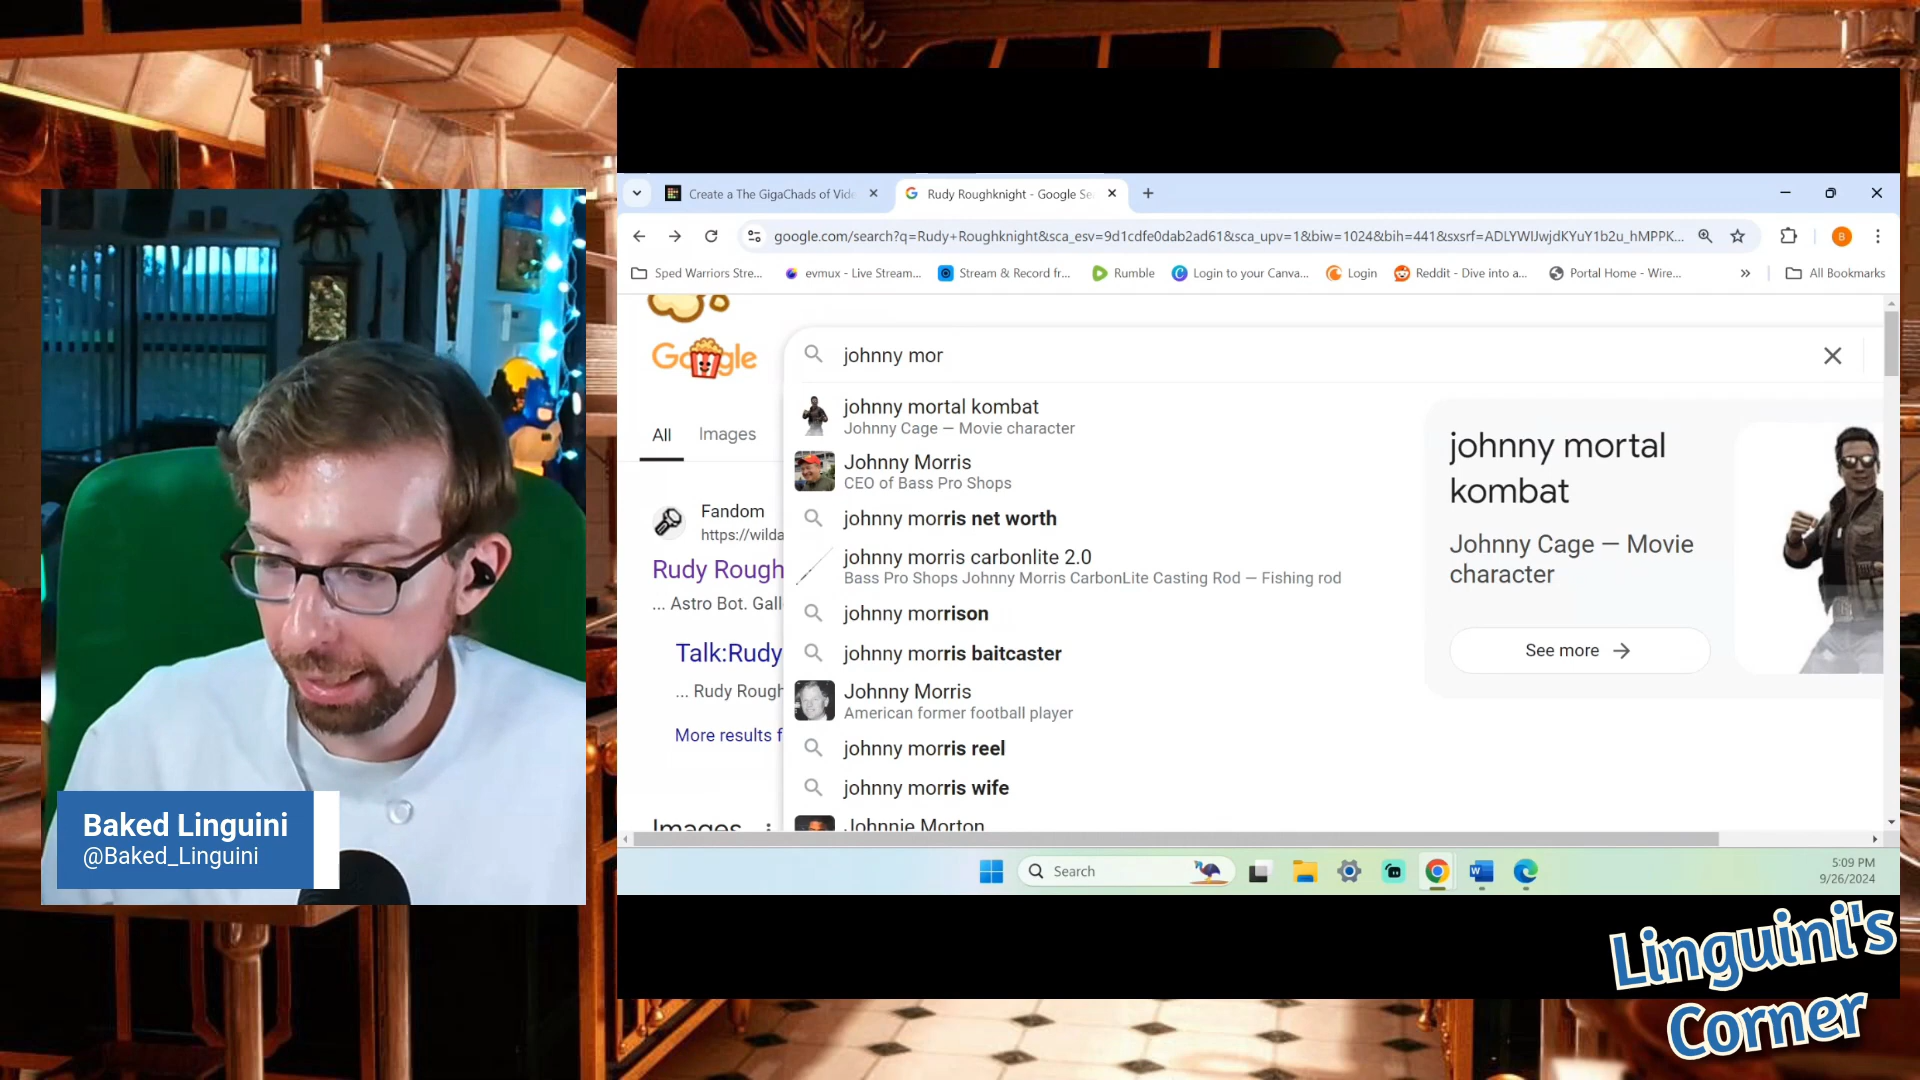 Create a The GigaChads of Vide
Rudy Roughknight - Google Se
google.com/search?q=Rudy+Roughknight&sca_esv=9d1cdfe0dab2ad61&sca_upv=1&biw=1024&bih=441&sxsrf=ADLYWIJwjdKYuY1b2u_hMPPK...
B
Sped Warriors Stre...
evmux - Live Stream...
Stream & Record fr...
Rumble
Login to your Canva...
Login
Reddit - Dive into a...
Portal Home - Wire...
» All Bookmarks
Google
johnny mor
All Images
johnny mortal kombat
Johnny Cage — Movie character
Johnny Morris
CEO of Bass Pro Shops
johnny morris net worth
johnny morris carbonlite 2.0
Bass Pro Shops Johnny Morris CarbonLite Casting Rod — Fishing rod
johnny morrison
johnny morris baitcaster
Johnny Morris
American former football player
johnny morris reel
johnny morris wife
Johnnie Morton
johnny mortal
kombat
Johnny Cage — Movie
character
See more
Fandom
https://wilda
Rudy Rough
... Astro Bot. Gall
Talk:Rudy
... Rudy Rough
More results f
Images
Search
5:09 PM
9/26/2024
Baked Linguini
@Baked_Linguini
Linguini's
Corner